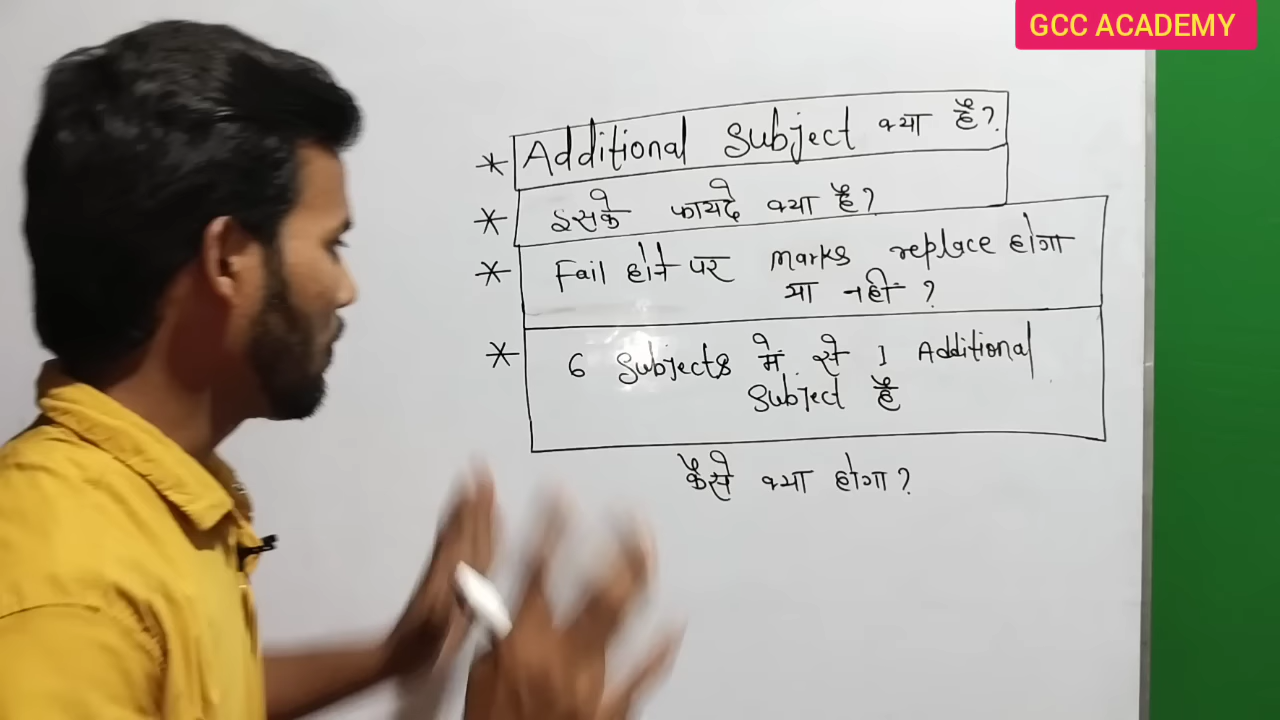 GCC ACADEMY
* Additional Subject क्या है?
* इसके फायदे क्या है?
* Fail होने पर marks replace होगा
या नहीं ?
* 6 Subjects में से 1 Additional
Subject है
कैसे क्या होगा?